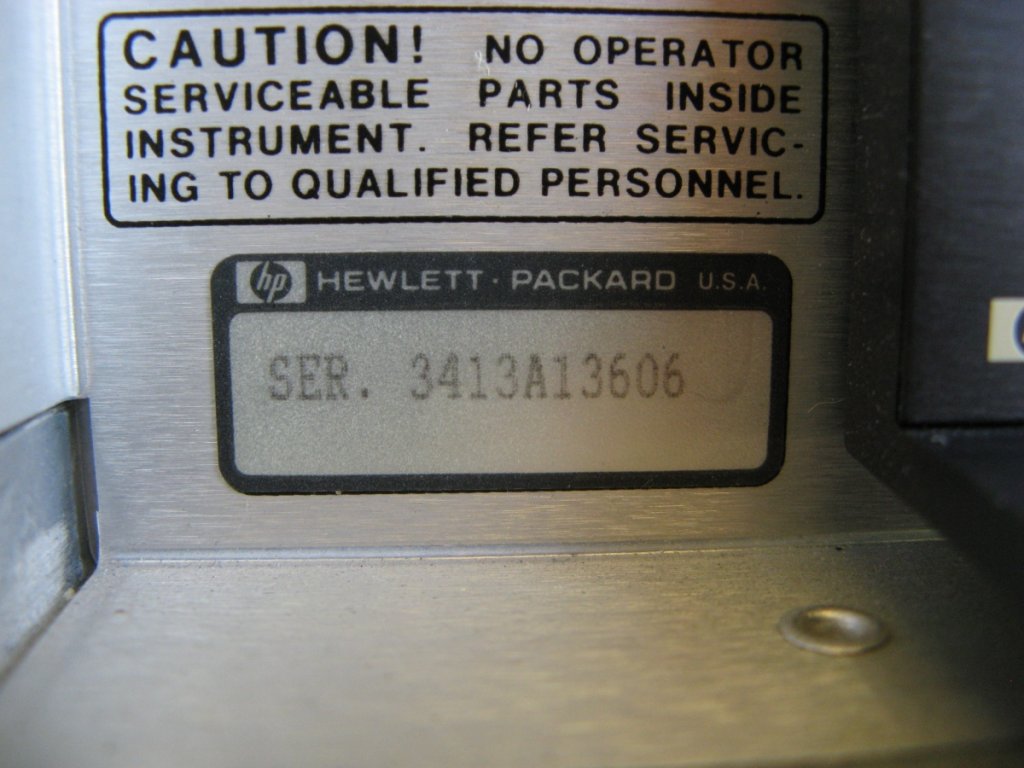 CAUTION! NO OPERATOR
SERVICEABLE PARTS INSIDE
INSTRUMENT. REFER SERVIC-
ING TO QUALIFIED PERSONNEL.
hp HEWLETT·PACKARD U.S.A.
SER. 3413A13606